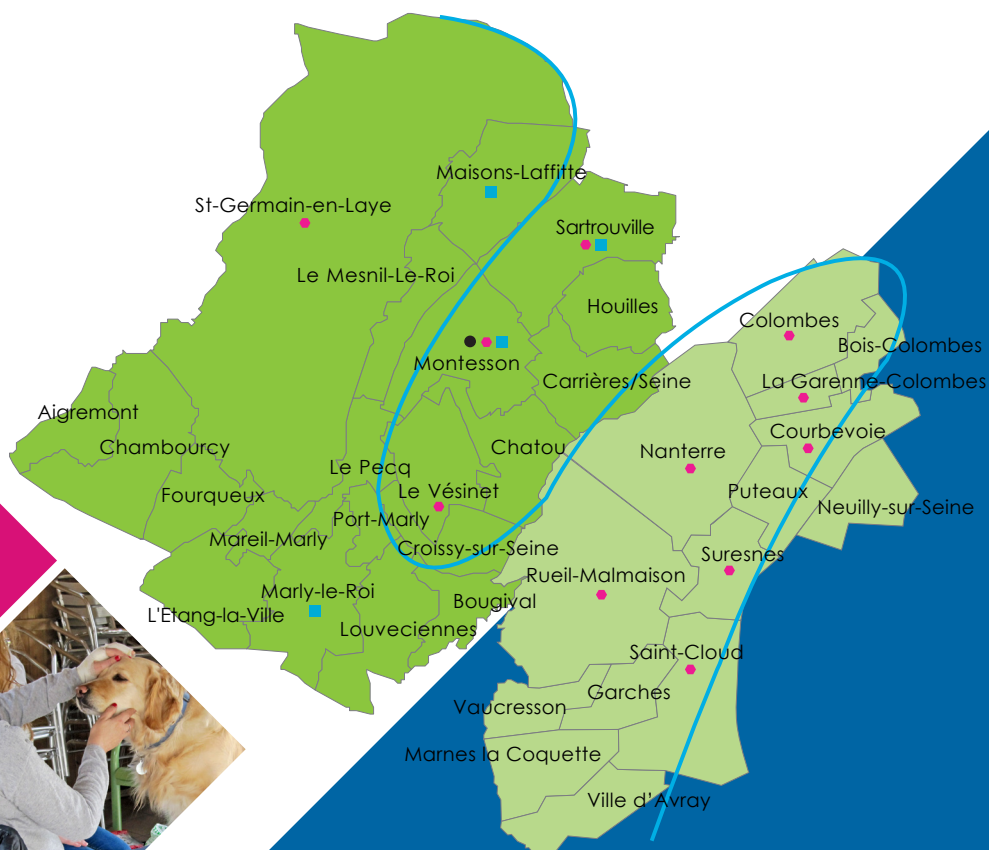 Maisons-Laffitte
St-Germain-en-Laye
Sartrouville
Le Mesnil-Le-Roi
Houilles
Colombes
Bois-Colombes
Montesson
Carrières/Seine
La Garenne-Colombes
Aigremont
Courbevoie
Chambourcy
Chatou
Nanterre
Le Pecq
Fourqueux
Le Vésinet
Puteaux
Neuilly-sur-Seine
Port-Marly
Mareil-Marly
Croissy-sur-Seine
Suresnes
Rueil-Malmaison
Marly-le-Roi
Bougival
L'Etang-la-Ville
Louveciennes
Saint-Cloud
Garches
Vaucresson
Marnes la Coquette
Ville d'Avray